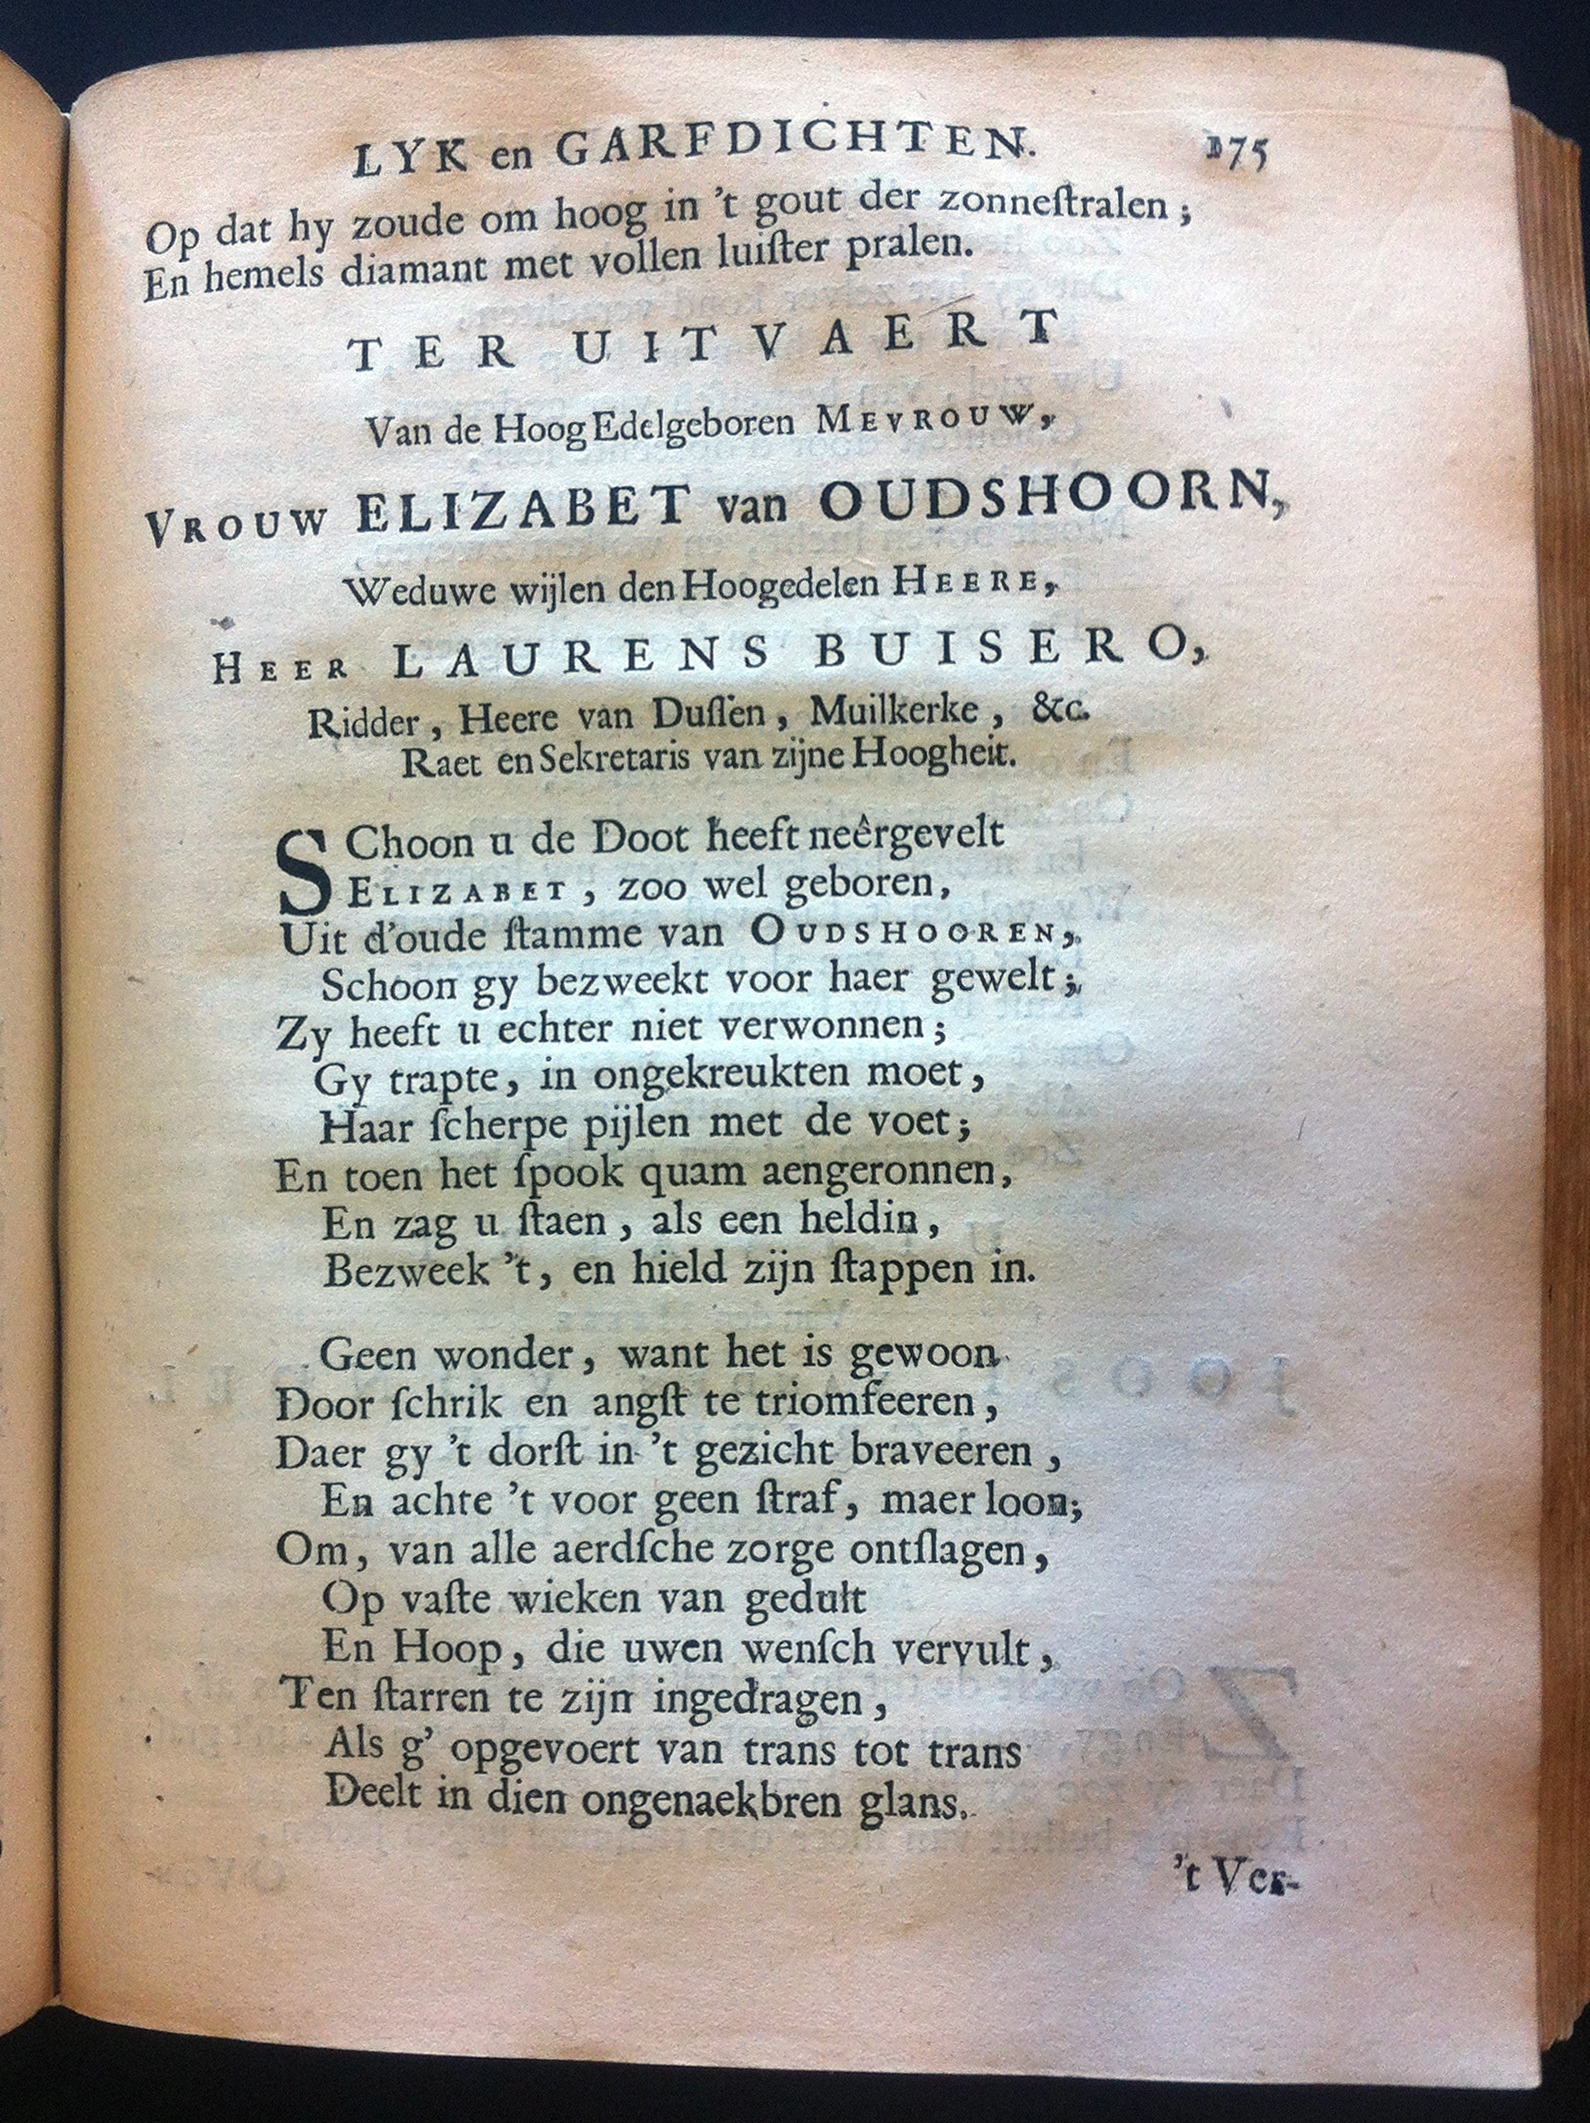 LYK en GARFDICHTEN. 175
Op dat hy zoude om hoog in 't gout der zonneſtralen;
En hemels diamant met vollen luiſter pralen.
TER UITVAERT
Van de Hoog Edelgeboren MEVROUW,
VROUW ELIZABET van OUDSHOORN,
Weduwe wijlen den Hoogedelen HEERE,
HEER LAURENS BUISERO,
Ridder, Heere van Duſſen, Muilkerke, &c.
Raet en Sekretaris van zijne Hoogheit.
SChoon u de Doot heeft neêrgevelt
ELIZABET, zoo wel geboren,
Uit d'oude ſtamme van OUDSHOOREN,
Schoon gy bezweekt voor haer gewelt;
Zy heeft u echter niet verwonnen;
Gy trapte, in ongekreukten moet,
Haar ſcherpe pijlen met de voet;
En toen het ſpook quam aengeronnen,
En zag u ſtaen, als een heldin,
Bezweek 't, en hield zijn ſtappen in.
Geen wonder, want het is gewoon
Door ſchrik en angſt te triomfeeren,
Daer gy 't dorſt in 't gezicht braveeren,
En achte 't voor geen ſtraf, maer loon;
Om, van alle aerdſche zorge ontſlagen,
Op vaſte wieken van gedult
En Hoop, die uwen wenſch vervult,
Ten ſtarren te zijn ingedragen,
Als g' opgevoert van trans tot trans
Deelt in dien ongenaekbren glans.
't Ver-